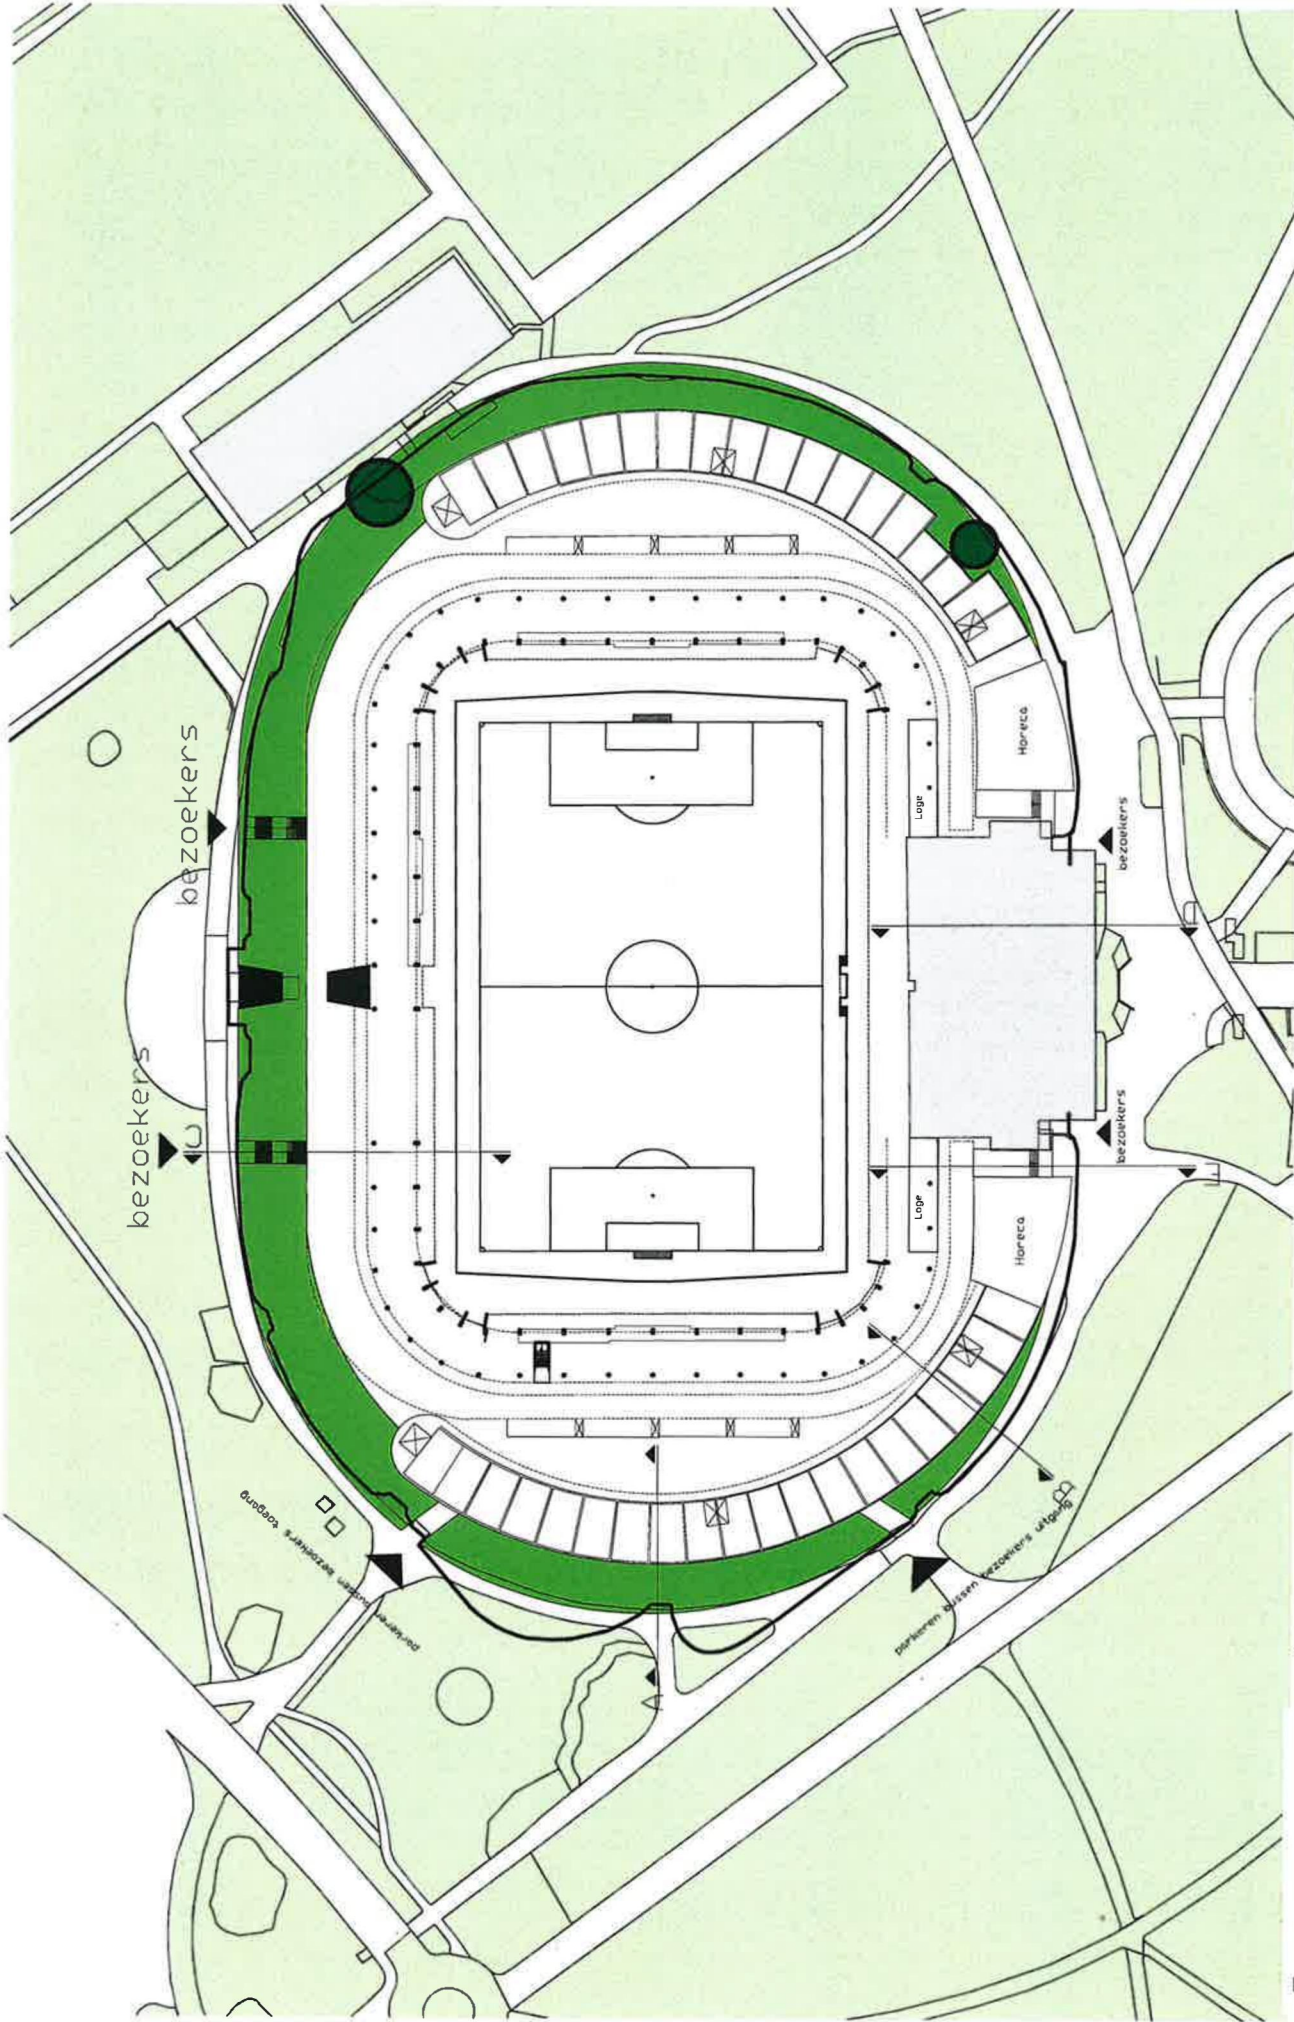 bezoekers
bezoekers
C
Horeca
Loge
bezoekers
D
bezoekers
E
Loge
Horeca
parkeren bussen bezoekers toegang
parkeren bussen bezoekers uitgang
B
A